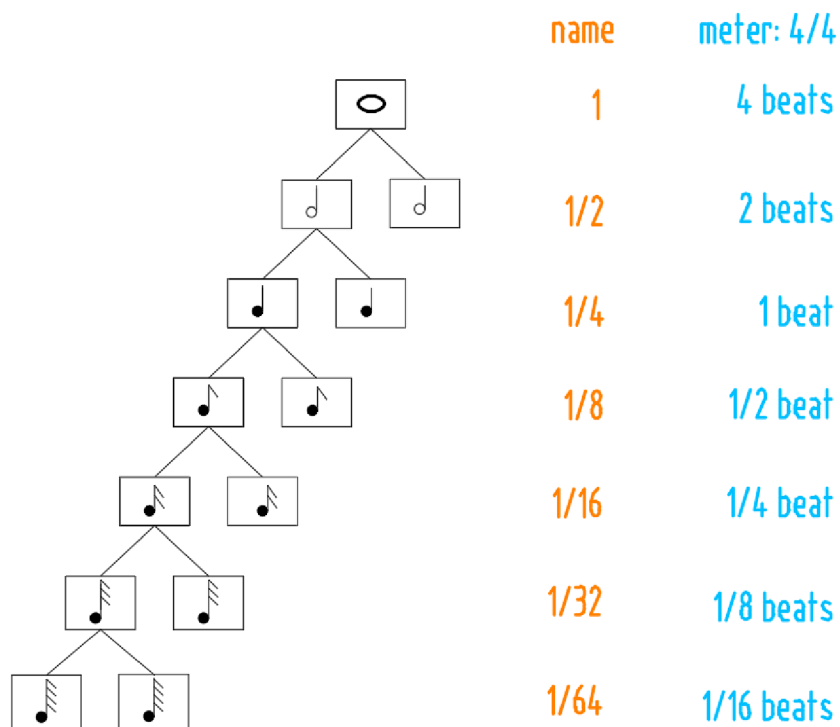 name meter: 4/4
1 4 beats
1/2 2 beats
1/4 1 beat
1/8 1/2 beat
1/16 1/4 beat
1/32 1/8 beats
1/64 1/16 beats